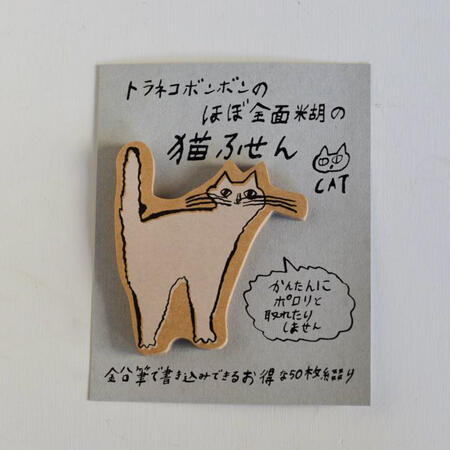 トラネコボンボンの
ほぼ全面糊の
猫ふせん
CAT
かんたんに
ポロリと
取れたり
しません
鉛筆で書き込みできるお得な50枚綴り